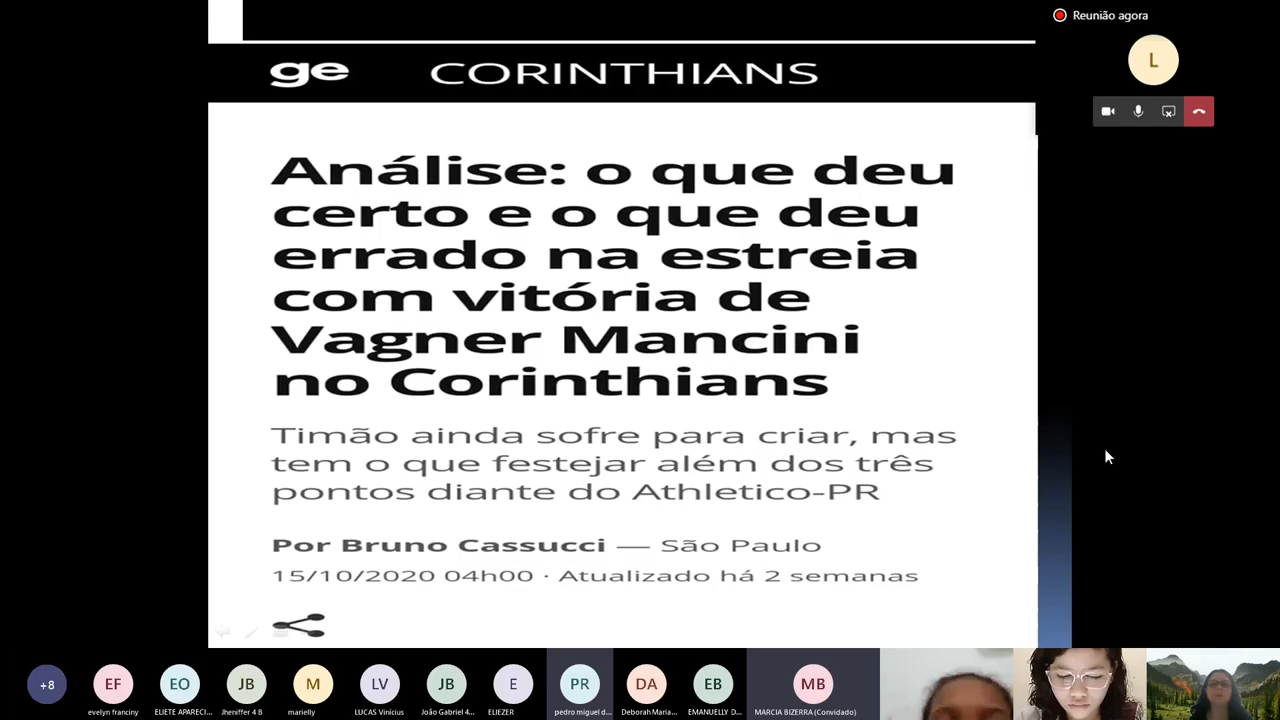 Reunião agora
L
ge CORINTHIANS
Análise: o que deu
certo e o que deu
errado na estreia
com vitória de
Vagner Mancini
no Corinthians
Timão ainda sofre para criar, mas
tem o que festejar além dos três
pontos diante do Athletico-PR
Por Bruno Cassucci — São Paulo
15/10/2020 04h00 · Atualizado há 2 semanas
+8 EF EO JB M LV JB E PR DA EB MB
evelyn franciny ELIETE APARECI... Jheniffer 4 B marielly LUCAS Vinícius João Gabriel 4... ELIEZER pedro miguel d... Deborah Maria... EMANUELLY D... MARCIA BIZERRA (Convidado)